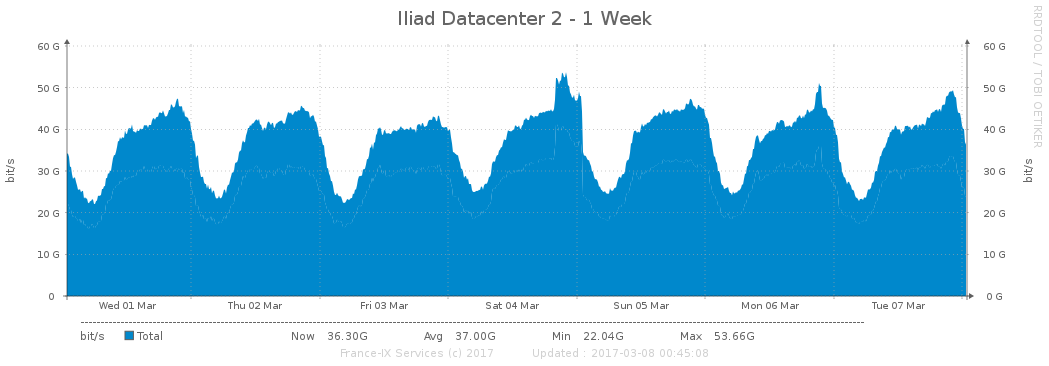 Iliad Datacenter 2 - 1 Week
RRDTOOL / TOBI OETIKER
60 G 60 G
50 G 50 G
40 G 40 G
30 G 30 G
20 G 20 G
10 G 10 G
0 0 G
bit/s bit/s
Wed 01 Mar Thu 02 Mar Fri 03 Mar Sat 04 Mar Sun 05 Mar Mon 06 Mar Tue 07 Mar
bit/s Total Now 36.30G Avg 37.00G Min 22.04G Max 53.66G
France-IX Services (c) 2017 Updated : 2017-03-08 00:45:08